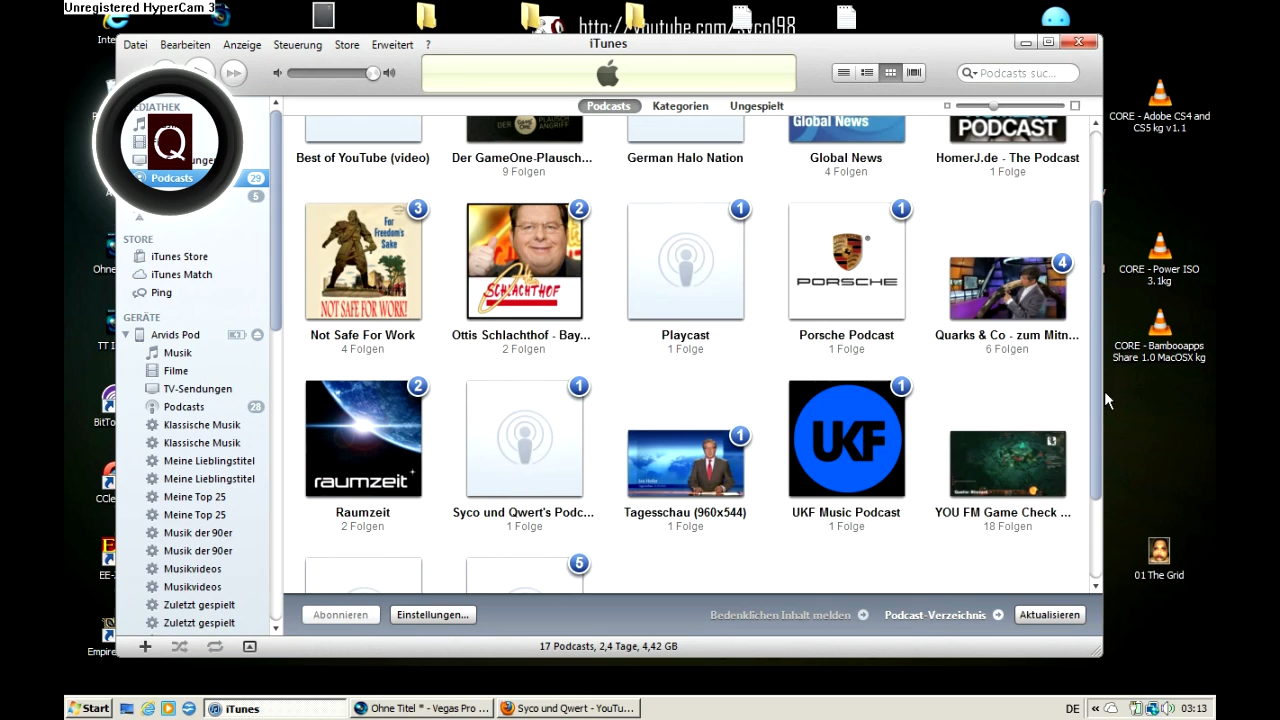 Unregistered HyperCam 3
http://youtube.com/syco198
iTunes
Datei Bearbeiten Anzeige Steuerung Store Erweitert ?
Podcasts suc...
Podcasts Kategorien Ungespielt
Q
Podcasts 29
5
STORE
iTunes Store
iTunes Match
Ping
GERÄTE
Arvids Pod
Musik
Filme
TV-Sendungen
Podcasts 28
Klassische Musik
Klassische Musik
Meine Lieblingstitel
Meine Lieblingstitel
Meine Top 25
Meine Top 25
Musik der 90er
Musik der 90er
Musikvideos
Musikvideos
Zuletzt gespielt
Zuletzt gespielt
GAME ONE PLAUSCH ANGRIFF
Global News
PODCAST
Best of YouTube (video)
Der GameOne-Plausch...
9 Folgen
German Halo Nation
Global News
4 Folgen
HomerJ.de - The Podcast
1 Folge
For Freedom's Sake
NOT SAFE FOR WORK!
3
Not Safe For Work
4 Folgen
Ottis SCHLACHTHOF
2
Ottis Schlachthof - Bay...
2 Folgen
1
Playcast
1 Folge
PORSCHE
1
Porsche Podcast
1 Folge
4
Quarks & Co - zum Mitn...
6 Folgen
raumzeit
2
Raumzeit
2 Folgen
1
Syco und Qwert's Podc...
1 Folge
1
Tagesschau (960x544)
1 Folge
UKF
1
UKF Music Podcast
1 Folge
YOU FM Game Check ...
18 Folgen
5
Abonnieren Einstellungen... Bedenklichen Inhalt melden Podcast-Verzeichnis Aktualisieren
17 Podcasts, 2,4 Tage, 4,42 GB
CORE - Adobe CS4 and
CS5 kg v1.1
CORE - Power ISO
3.1kg
CORE - Bambooapps
Share 1.0 MacOSX kg
01 The Grid
Start iTunes Ohne Titel * - Vegas Pro ... Syco und Qwert - YouTu... DE « 03:13